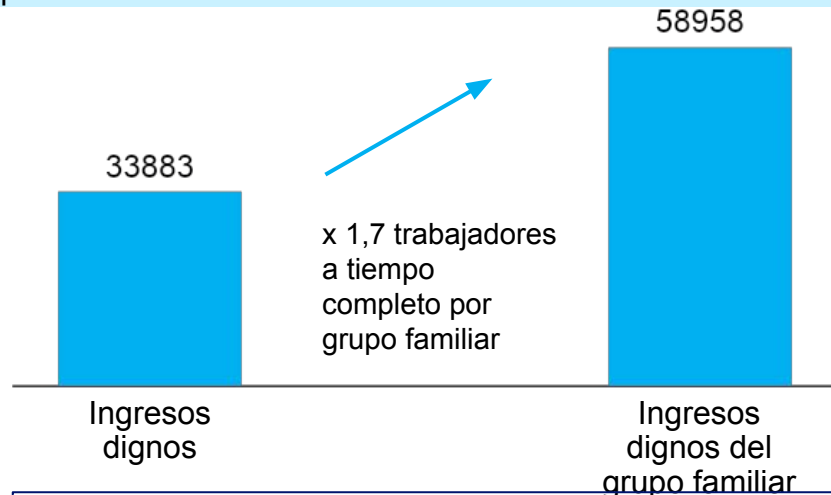 58958
33883
x 1,7 trabajadores
a tiempo
completo por
grupo familiar
Ingresos
dignos
Ingresos
dignos del
grupo familiar